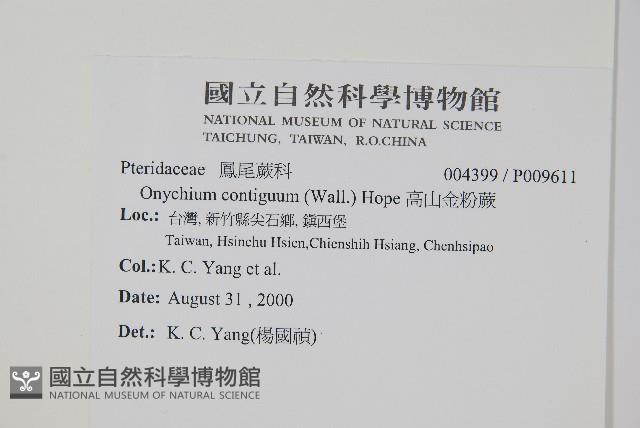 國立自然科學博物館
NATIONAL MUSEUM OF NATURAL SCIENCE
TAICHUNG, TAIWAN, R.O.CHINA
Pteridaceae 鳳尾蕨科 004399 / P009611
Onychium contiguum (Wall.) Hope 高山金粉蕨
Loc.: 台灣, 新竹縣尖石鄉, 鎮西堡
Taiwan, Hsinchu Hsien,Chienshih Hsiang, Chenhsipao
Col.: K. C. Yang et al.
Date: August 31 , 2000
Det.: K. C. Yang(楊國禎)
國立自然科學博物館
NATIONAL MUSEUM OF NATURAL SCIENCE